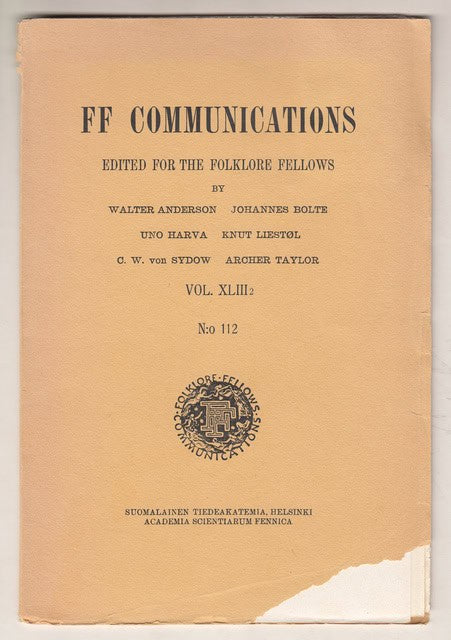 FF COMMUNICATIONS
EDITED FOR THE FOLKLORE FELLOWS
BY
WALTER ANDERSON JOHANNES BOLTE
UNO HARVA KNUT LIESTØL
C. W. von SYDOW ARCHER TAYLOR
VOL. XLIII2
N:o 112
·FOLKLORE·FELLOWS·
COMMUNICATIONS
FF
SUOMALAINEN TIEDEAKATEMIA, HELSINKI
ACADEMIA SCIENTIARUM FENNICA